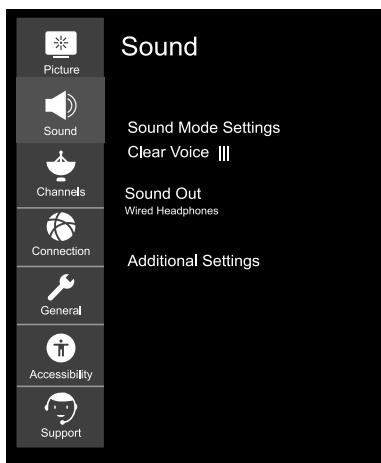 Picture
Sound
Channels
Connection
General
Accessibility
Support
Sound
Sound Mode Settings
Clear Voice III
Sound Out
Wired Headphones
Additional Settings